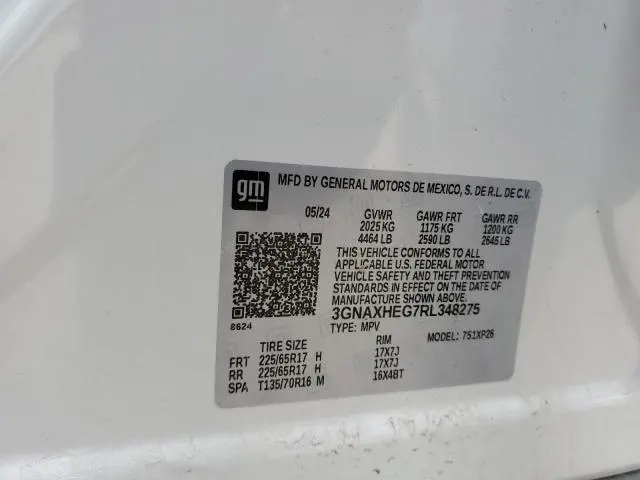 gm
MFD BY GENERAL MOTORS DE MEXICO, S. DE R.L. DE C.V.
05/24 GVWR GAWR FRT GAWR RR
2025 KG 1175 KG 1200 KG
4464 LB 2590 LB 2645 LB
THIS VEHICLE CONFORMS TO ALL
APPLICABLE U.S. FEDERAL MOTOR
VEHICLE SAFETY AND THEFT PREVENTION
STANDARDS IN EFFECT ON THE DATE OF
MANUFACTURE SHOWN ABOVE.
8624 3GNAXHEG7RL348275
TYPE: MPV MODEL: 751XP26
TIRE SIZE RIM
FRT 225/65R17 H 17X7J
RR 225/65R17 H 17X7J
SPA T135/70R16 M 16X4BT